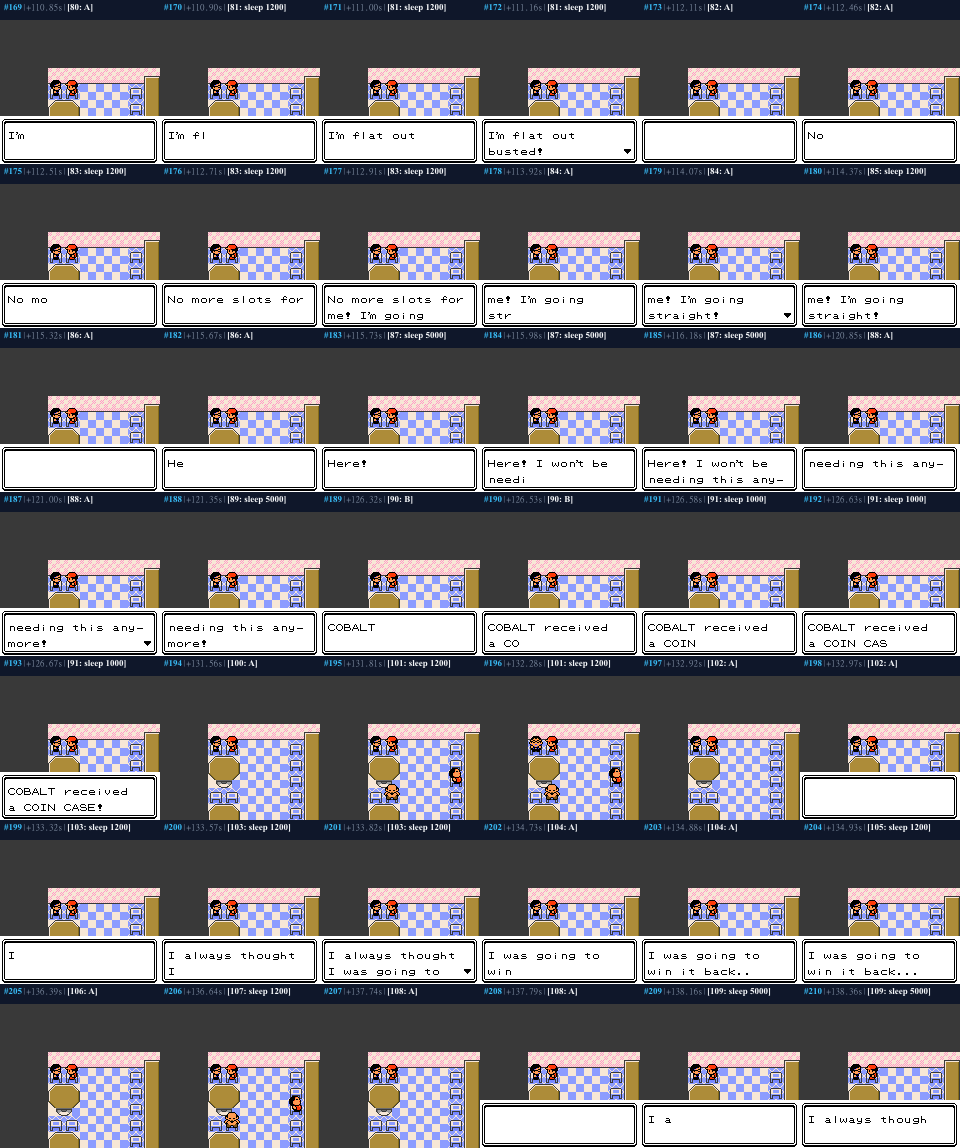 #169|+110.85s| [80: A]
#170|+110.90s| [81: sleep 1200]
#171|+111.00s| [81: sleep 1200]
#172|+111.16s| [81: sleep 1200]
#173|+112.11s| [82: A]
#174|+112.46s| [82: A]
I'm
I'm fl
I'm flat out
I'm flat out
busted!
No
#175|+112.51s| [83: sleep 1200]
#176|+112.71s| [83: sleep 1200]
#177|+112.91s| [83: sleep 1200]
#178|+113.92s| [84: A]
#179|+114.07s| [84: A]
#180|+114.37s| [85: sleep 1200]
No mo
No more slots for
No more slots for
me! I'm going
me! I'm going
str
me! I'm going
straight!
me! I'm going
straight!
#181|+115.32s| [86: A]
#182|+115.67s| [86: A]
#183|+115.73s| [87: sleep 5000]
#184|+115.98s| [87: sleep 5000]
#185|+116.18s| [87: sleep 5000]
#186|+120.85s| [88: A]
He
Here!
Here! I won't be
needi
Here! I won't be
needing this any-
needing this any-
#187|+121.00s| [88: A]
#188|+121.35s| [89: sleep 5000]
#189|+126.32s| [90: B]
#190|+126.53s| [90: B]
#191|+126.58s| [91: sleep 1000]
#192|+126.63s| [91: sleep 1000]
needing this any-
more!
needing this any-
more!
COBALT
COBALT received
a CO
COBALT received
a COIN
COBALT received
a COIN CAS
#193|+126.67s| [91: sleep 1000]
#194|+131.56s| [100: A]
#195|+131.81s| [101: sleep 1200]
#196|+132.28s| [101: sleep 1200]
#197|+132.92s| [102: A]
#198|+132.97s| [102: A]
COBALT received
a COIN CASE!
#199|+133.32s| [103: sleep 1200]
#200|+133.57s| [103: sleep 1200]
#201|+133.82s| [103: sleep 1200]
#202|+134.73s| [104: A]
#203|+134.88s| [104: A]
#204|+134.93s| [105: sleep 1200]
I
I always thought
I
I always thought
I was going to
I was going to
win
I was going to
win it back..
I was going to
win it back...
#205|+136.39s| [106: A]
#206|+136.64s| [107: sleep 1200]
#207|+137.74s| [108: A]
#208|+137.79s| [108: A]
#209|+138.16s| [109: sleep 5000]
#210|+138.36s| [109: sleep 5000]
I a
I always though